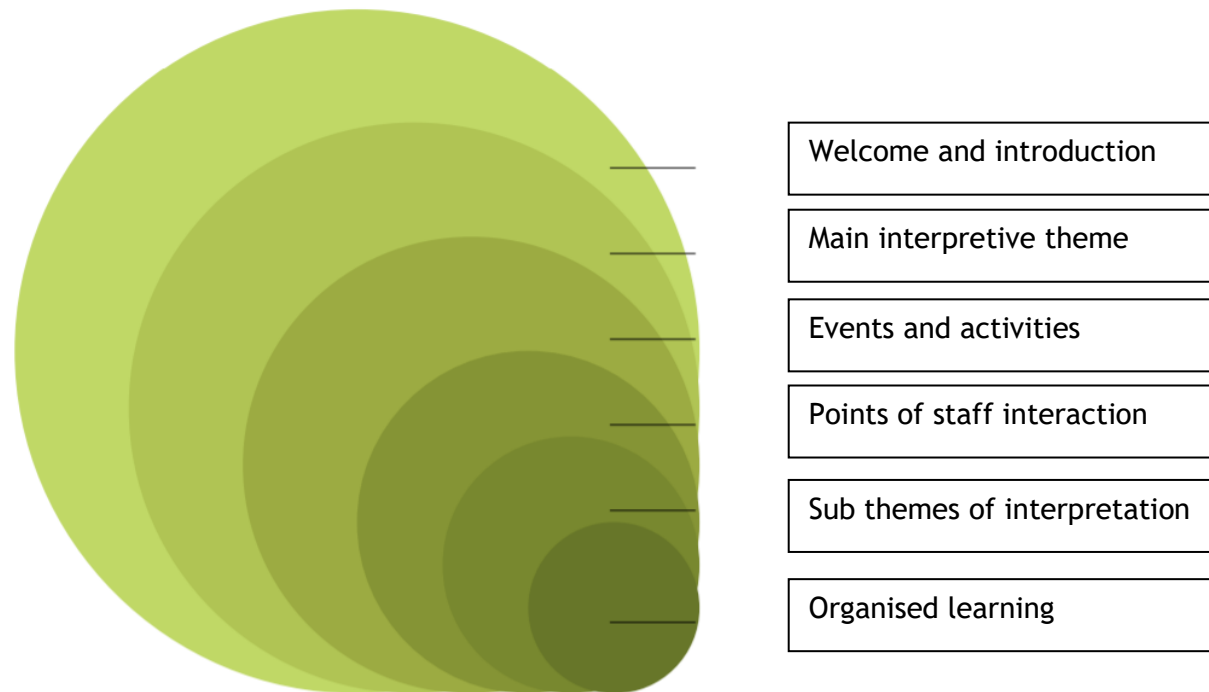 Welcome and introduction
Main interpretive theme
Events and activities
Points of staff interaction
Sub themes of interpretation
Organised learning